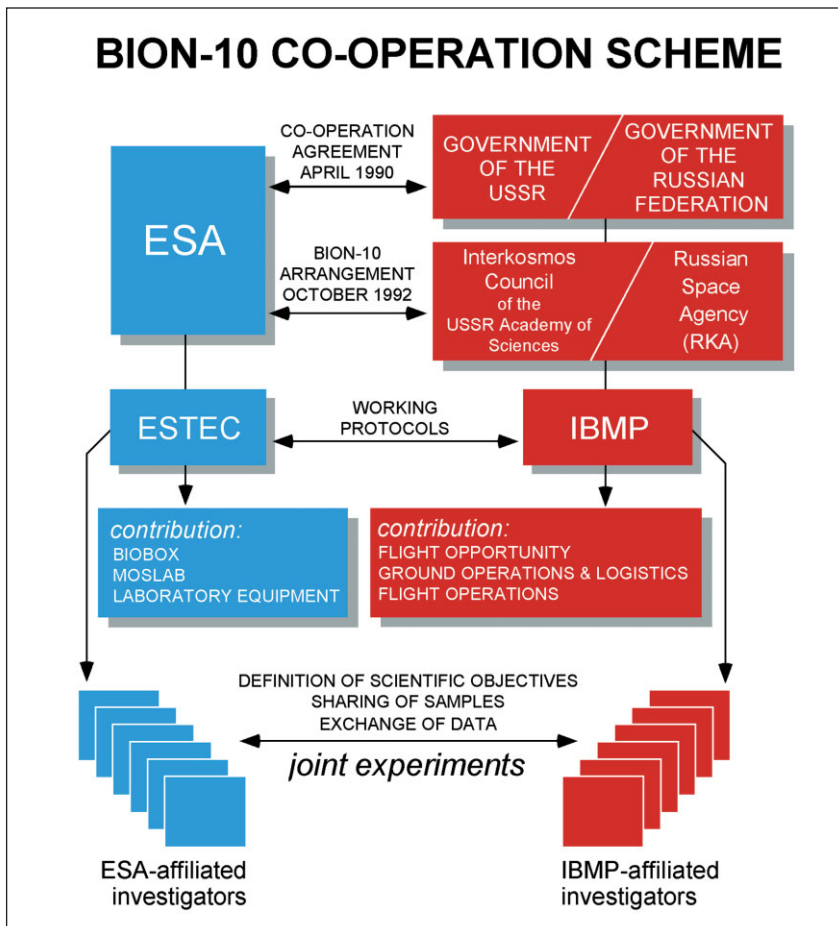 BION-10 CO-OPERATION SCHEME
ESA
CO-OPERATION
AGREEMENT
APRIL 1990
GOVERNMENT
OF THE
USSR
GOVERNMENT
OF THE
RUSSIAN
FEDERATION
BION-10
ARRANGEMENT
OCTOBER 1992
Interkosmos
Council
of the
USSR Academy of
Sciences
Russian
Space
Agency
(RKA)
ESTEC
WORKING
PROTOCOLS
IBMP
contribution:
BIOBOX
MOSLAB
LABORATORY EQUIPMENT
contribution:
FLIGHT OPPORTUNITY
GROUND OPERATIONS & LOGISTICS
FLIGHT OPERATIONS
DEFINITION OF SCIENTIFIC OBJECTIVES
SHARING OF SAMPLES
EXCHANGE OF DATA
joint experiments
ESA-affiliated
investigators
IBMP-affiliated
investigators